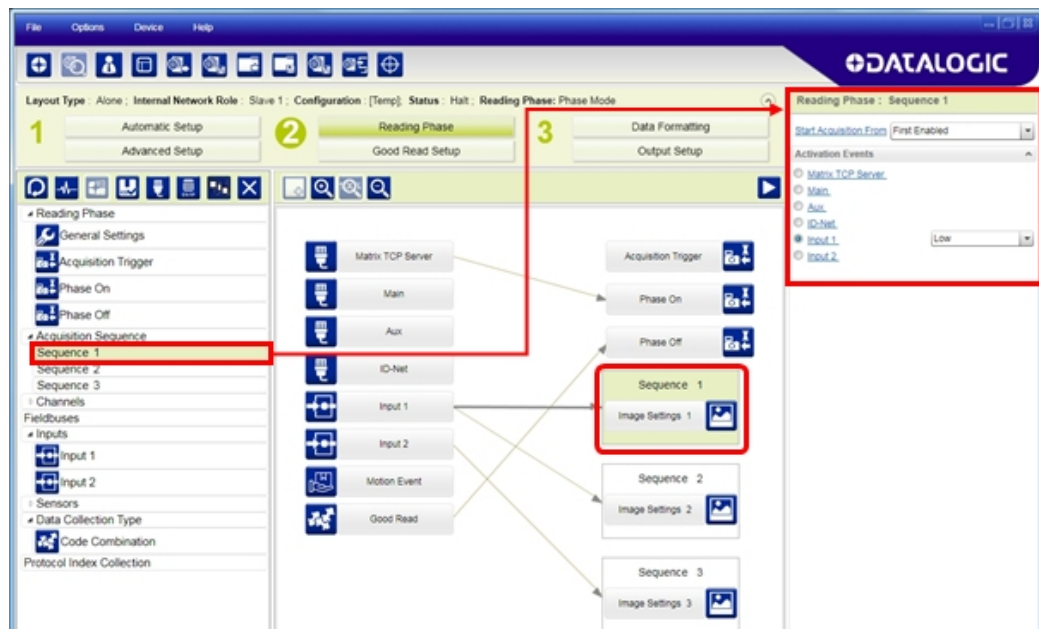 File Options Device Help
DATALOGIC
Layout Type : Alone ; Internal Network Role : Slave 1 ; Configuration : [Temp]; Status : Halt ; Reading Phase: Phase Mode
1
Automatic Setup
Advanced Setup
2
Reading Phase
Good Read Setup
3
Data Formatting
Output Setup
Reading Phase
General Settings
Acquisition Trigger
Phase On
Phase Off
Acquisition Sequence
Sequence 1
Sequence 2
Sequence 3
Channels
Fieldbuses
Inputs
Input 1
Input 2
Sensors
Data Collection Type
Code Combination
Protocol Index Collection
Matrix TCP Server
Main
Aux
ID-Net
Input 1
Input 2
Motion Event
Good Read
Acquisition Trigger
Phase On
Phase Off
Sequence 1
Image Settings 1
Sequence 2
Image Settings 2
Sequence 3
Image Settings 3
Reading Phase : Sequence 1
Start Acquisition From First Enabled
Activation Events
Matrix TCP Server
Main
Aux
ID-Net
Input 1 Low
Input 2